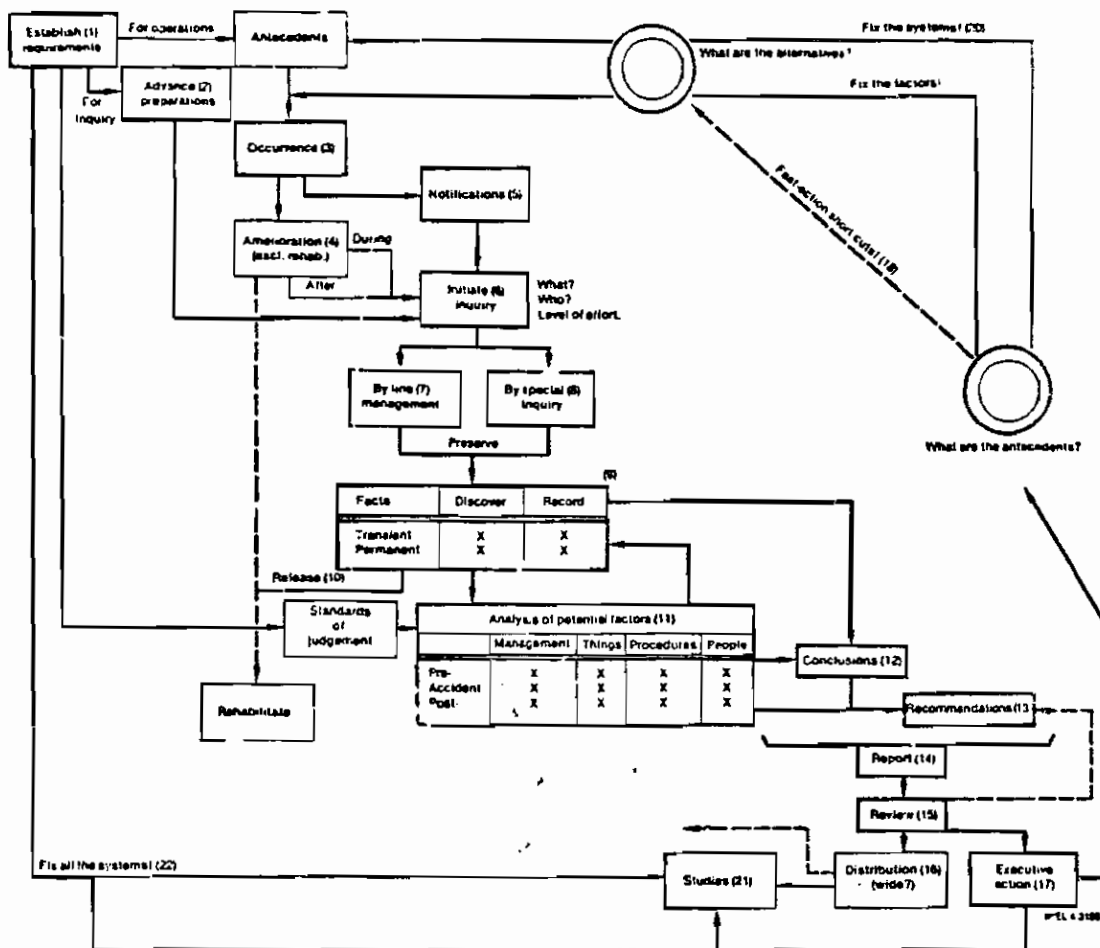 Establish (1)
requirements
For operations
Antecedents
Fix the systems! (20)
What are the alternatives?
Fix the factors!
Advance (2)
preparations
For
inquiry
Occurrence (3)
Notifications (5)
Fast-action short cuts! (18)
Amelioration (4)
(excl. rehab.)
During
After
Initiate (6)
inquiry
What?
Who?
Level of effort.
By line (7)
management
By special (8)
inquiry
What are the antecedents?
Preserve
(9)
Facts Discover Record
Transient X X
Permanent X X
Release (10)
Standards
of
judgement
Analysis of potential factors (11)
Management Things Procedures People
Pre- X X X X
Accident X X X X
Post- X X X X
Conclusions (12)
Rehabilitate
Recommendations (13
Report (14)
Review (15)
Fix all the systems! (22)
Studies (21)
Distribution (16)
(wide?)
Executive
action (17)